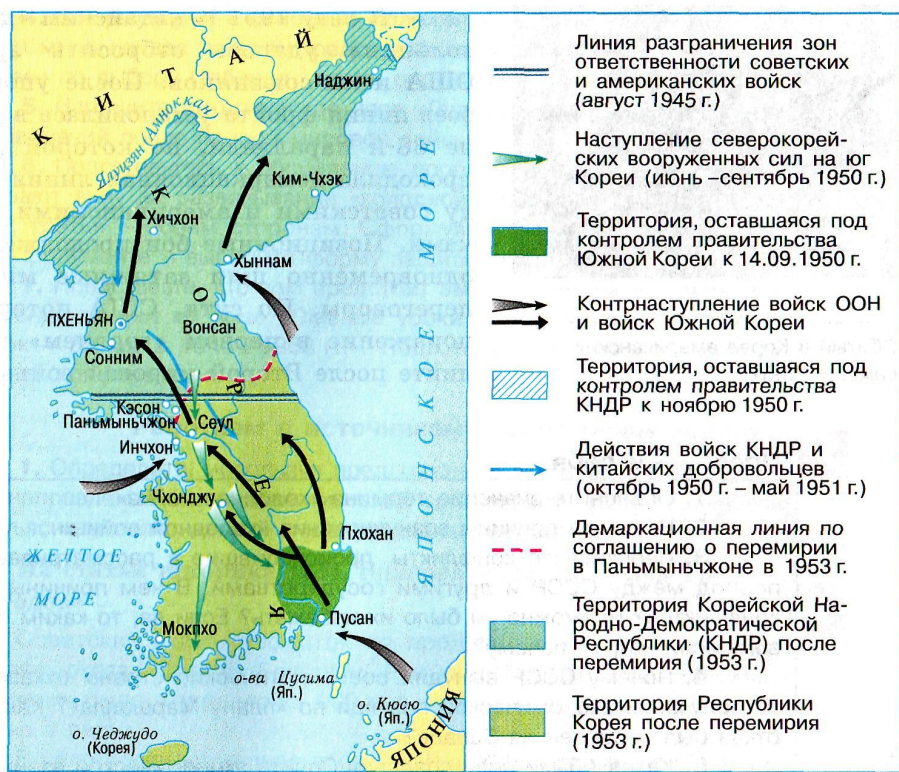 КИТАЙ
Наджин
Ялуцзян (Амноккан)
Ким-Чхэк
Хичхон
Хыннам
ПХЕНЬЯН
Вонсан
Сонним
КОРЕЯ
ЯПОНСКОЕ МОРЕ
Кэсон
Паньмыньчжон
Сеул
Инчхон
Чхонджу
ЖЕЛТОЕ
МОРЕ
Пхохан
Пусан
Мокпхо
о-ва Цусима
(Яп.)
о. Кюсю
(Яп.)
ЯПОНИЯ
о. Чеджудо
(Корея)
Линия разграничения зон
ответственности советских
и американских войск
(август 1945 г.)
Наступление северокорей-
ских вооруженных сил на юг
Кореи (июнь –сентябрь 1950 г.)
Территория, оставшаяся под
контролем правительства
Южной Кореи к 14.09.1950 г.
Контрнаступление войск ООН
и войск Южной Кореи
Территория, оставшаяся под
контролем правительства
КНДР к ноябрю 1950 г.
Действия войск КНДР и
китайских добровольцев
(октябрь 1950 г. – май 1951 г.)
Демаркационная линия по
соглашению о перемирии
в Паньмыньчжоне в 1953 г.
Территория Корейской На-
родно-Демократической
Республики (КНДР) после
перемирия (1953 г.)
Территория Республики
Корея после перемирия
(1953 г.)